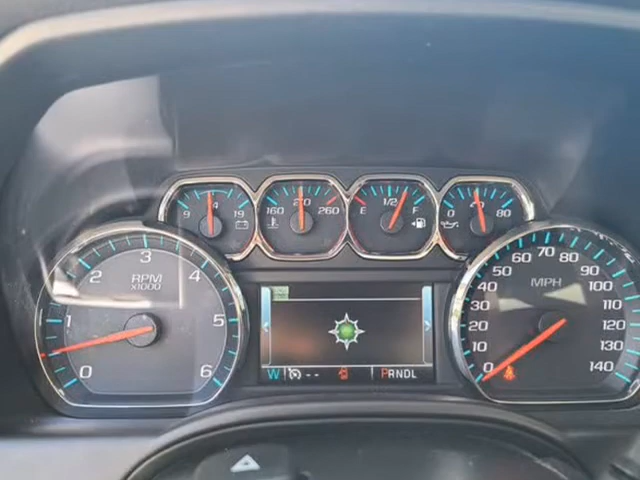 9 14 19
160 210 260
E 1/2 F
0 40 80
0 1 2 3 4 5 6
RPM
x1000
0 10 20 30 40 50 60 70 80 90 100 110 120 130 140
MPH
W -- PRNDL